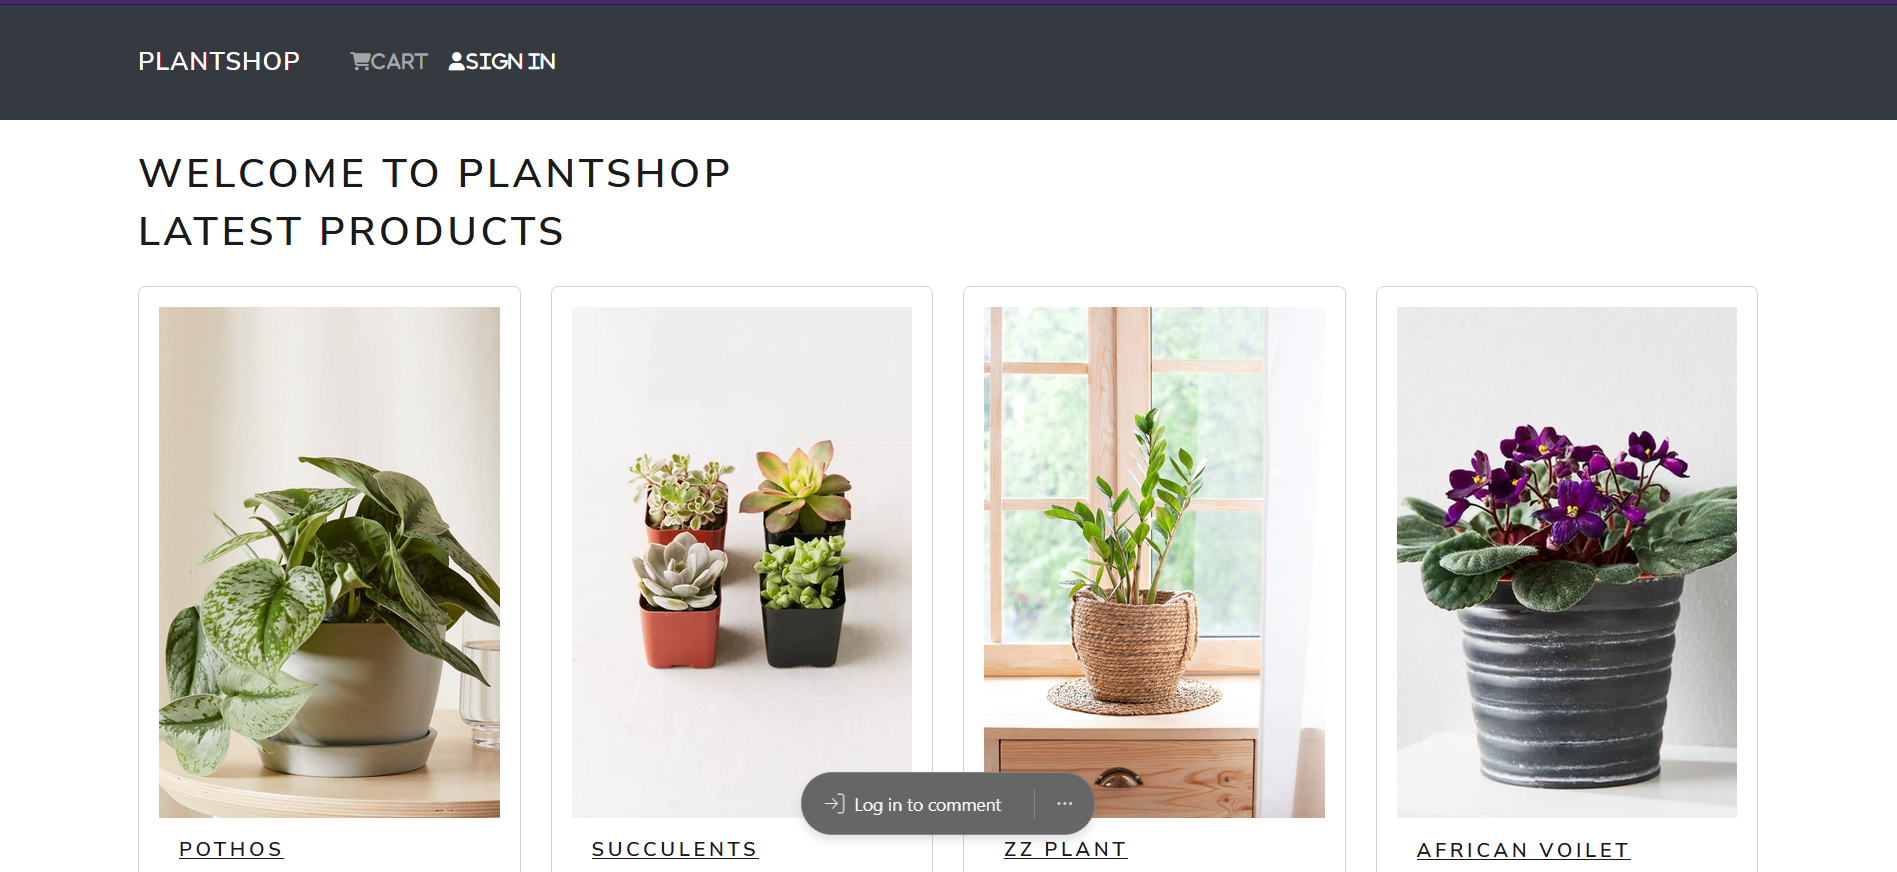 PLANTSHOP CART SIGN IN
WELCOME TO PLANTSHOP
LATEST PRODUCTS
Log in to comment
POTHOS
SUCCULENTS
ZZ PLANT
AFRICAN VOILET